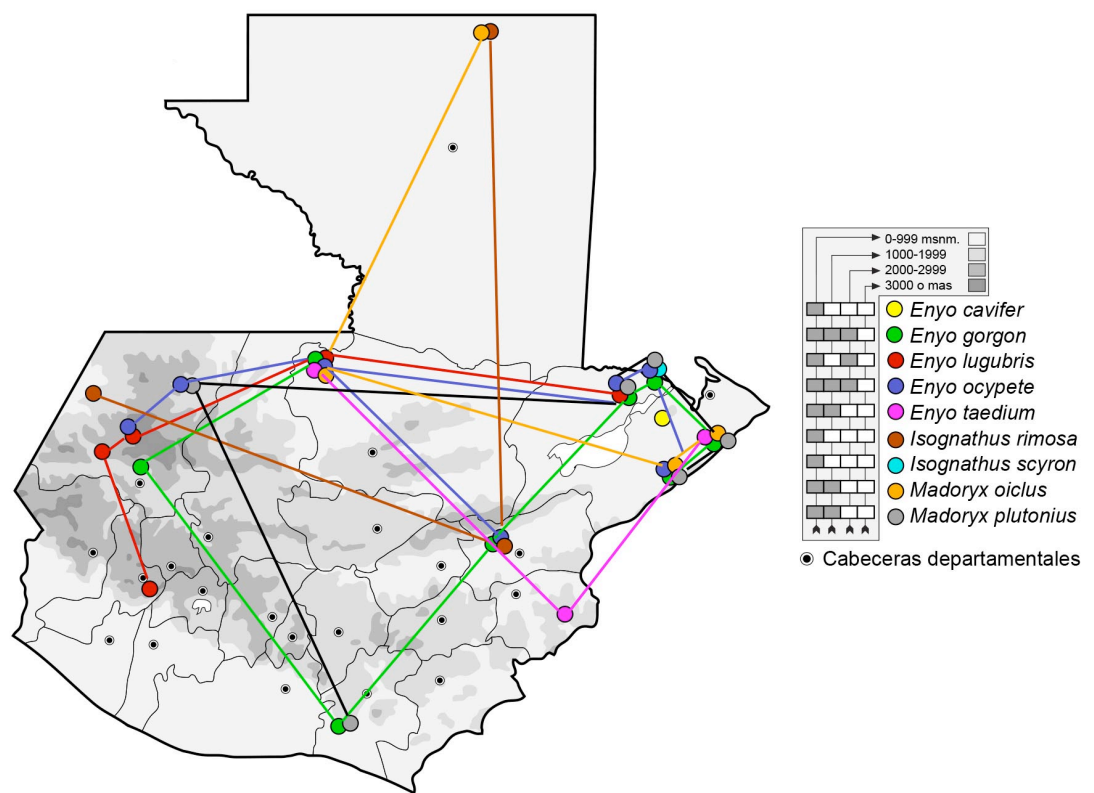 0-999 msnm.
1000-1999
2000-2999
3000 o mas
Enyo cavifer
Enyo gorgon
Enyo lugubris
Enyo ocypete
Enyo taedium
Isognathus rimosa
Isognathus scyron
Madoryx oiclus
Madoryx plutonius
Cabeceras departamentales